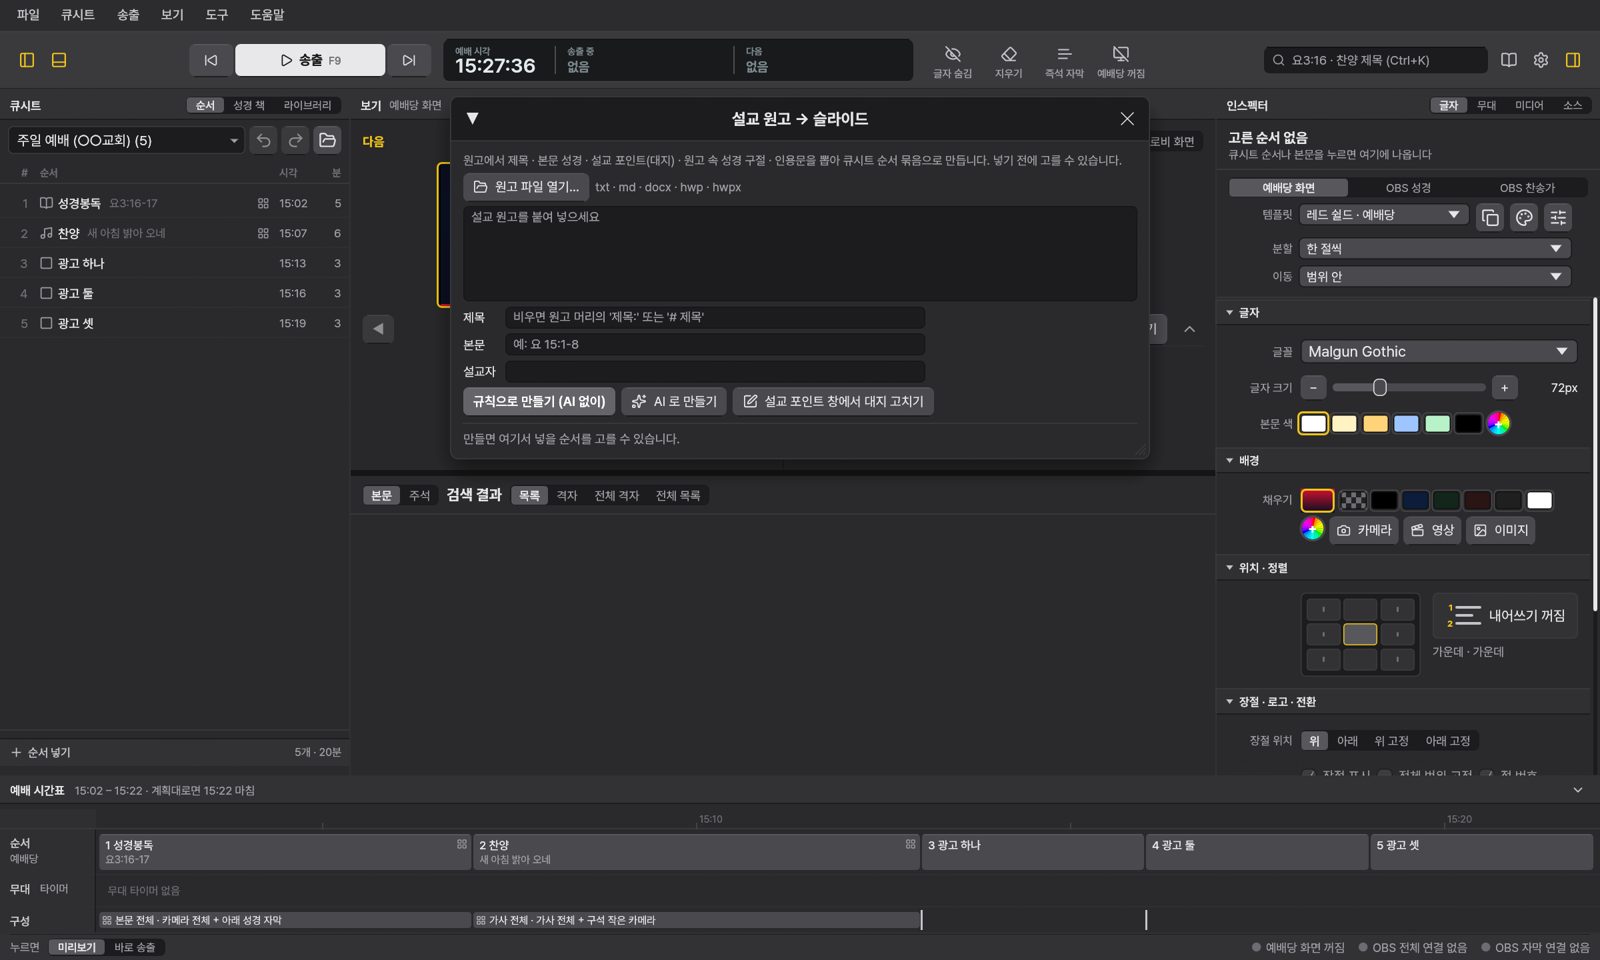 파일 큐시트 송출 보기 도구 도움말
송출 F9
예배 시각
15:27:36
송출 중
없음
다음
없음
글자 숨김 지우기 즉석 자막 예배당 꺼짐
요3:16 · 찬양 제목 (Ctrl+K)
큐시트 순서 성경 책 라이브러리
주일 예배 (〇〇교회) (5)
# 순서 시각 분
1 성경봉독 요3:16-17 15:02 5
2 찬양 새 아침 밝아 오네 15:07 6
3 광고 하나 15:13 3
4 광고 둘 15:16 3
5 광고 셋 15:19 3
+ 순서 넣기 5개 · 20분
보기 예배당 화면
다음
로비 화면
설교 원고 → 슬라이드
원고에서 제목 · 본문 성경 · 설교 포인트(대지) · 원고 속 성경 구절 · 인용문을 뽑아 큐시트 순서 묶음으로 만듭니다. 넣기 전에 고를 수 있습니다.
원고 파일 열기... txt · md · docx · hwp · hwpx
설교 원고를 붙여 넣으세요
제목 비우면 원고 머리의 '제목:' 또는 '# 제목'
본문 예: 요 15:1-8
설교자
규칙으로 만들기 (AI 없이) AI 로 만들기 설교 포인트 창에서 대지 고치기
만들면 여기서 넣을 순서를 고를 수 있습니다.
기
본문 주석 검색 결과 목록 격자 전체 격자 전체 목록
인스펙터 글자 무대 미디어 소스
고른 순서 없음
큐시트 순서나 본문을 누르면 여기에 나옵니다
예배당 화면 OBS 성경 OBS 찬송가
템플릿 레드 쉴드 · 예배당
분할 한 절씩
이동 범위 안
글자
글꼴 Malgun Gothic
글자 크기 − + 72px
본문 색
배경
채우기
카메라 영상 이미지
위치 · 정렬
1
2
내어쓰기 꺼짐
가운데 · 가운데
장절 · 로고 · 전환
장절 위치 위 아래 위 고정 아래 고정
장절 표시 전체 범위 고정 절 번호
예배 시간표 15:02 – 15:22 · 계획대로면 15:22 마침
15:10 15:20
순서
예배당
1 성경봉독
요3:16-17
2 찬양
새 아침 밝아 오네
3 광고 하나
4 광고 둘
5 광고 셋
무대 타이머 무대 타이머 없음
구성 본문 전체 · 카메라 전체 + 아래 성경 자막 가사 전체 · 가사 전체 + 구석 작은 카메라
누르면 미리보기 바로 송출
예배당 화면 꺼짐 OBS 전체 연결 없음 OBS 자막 연결 없음